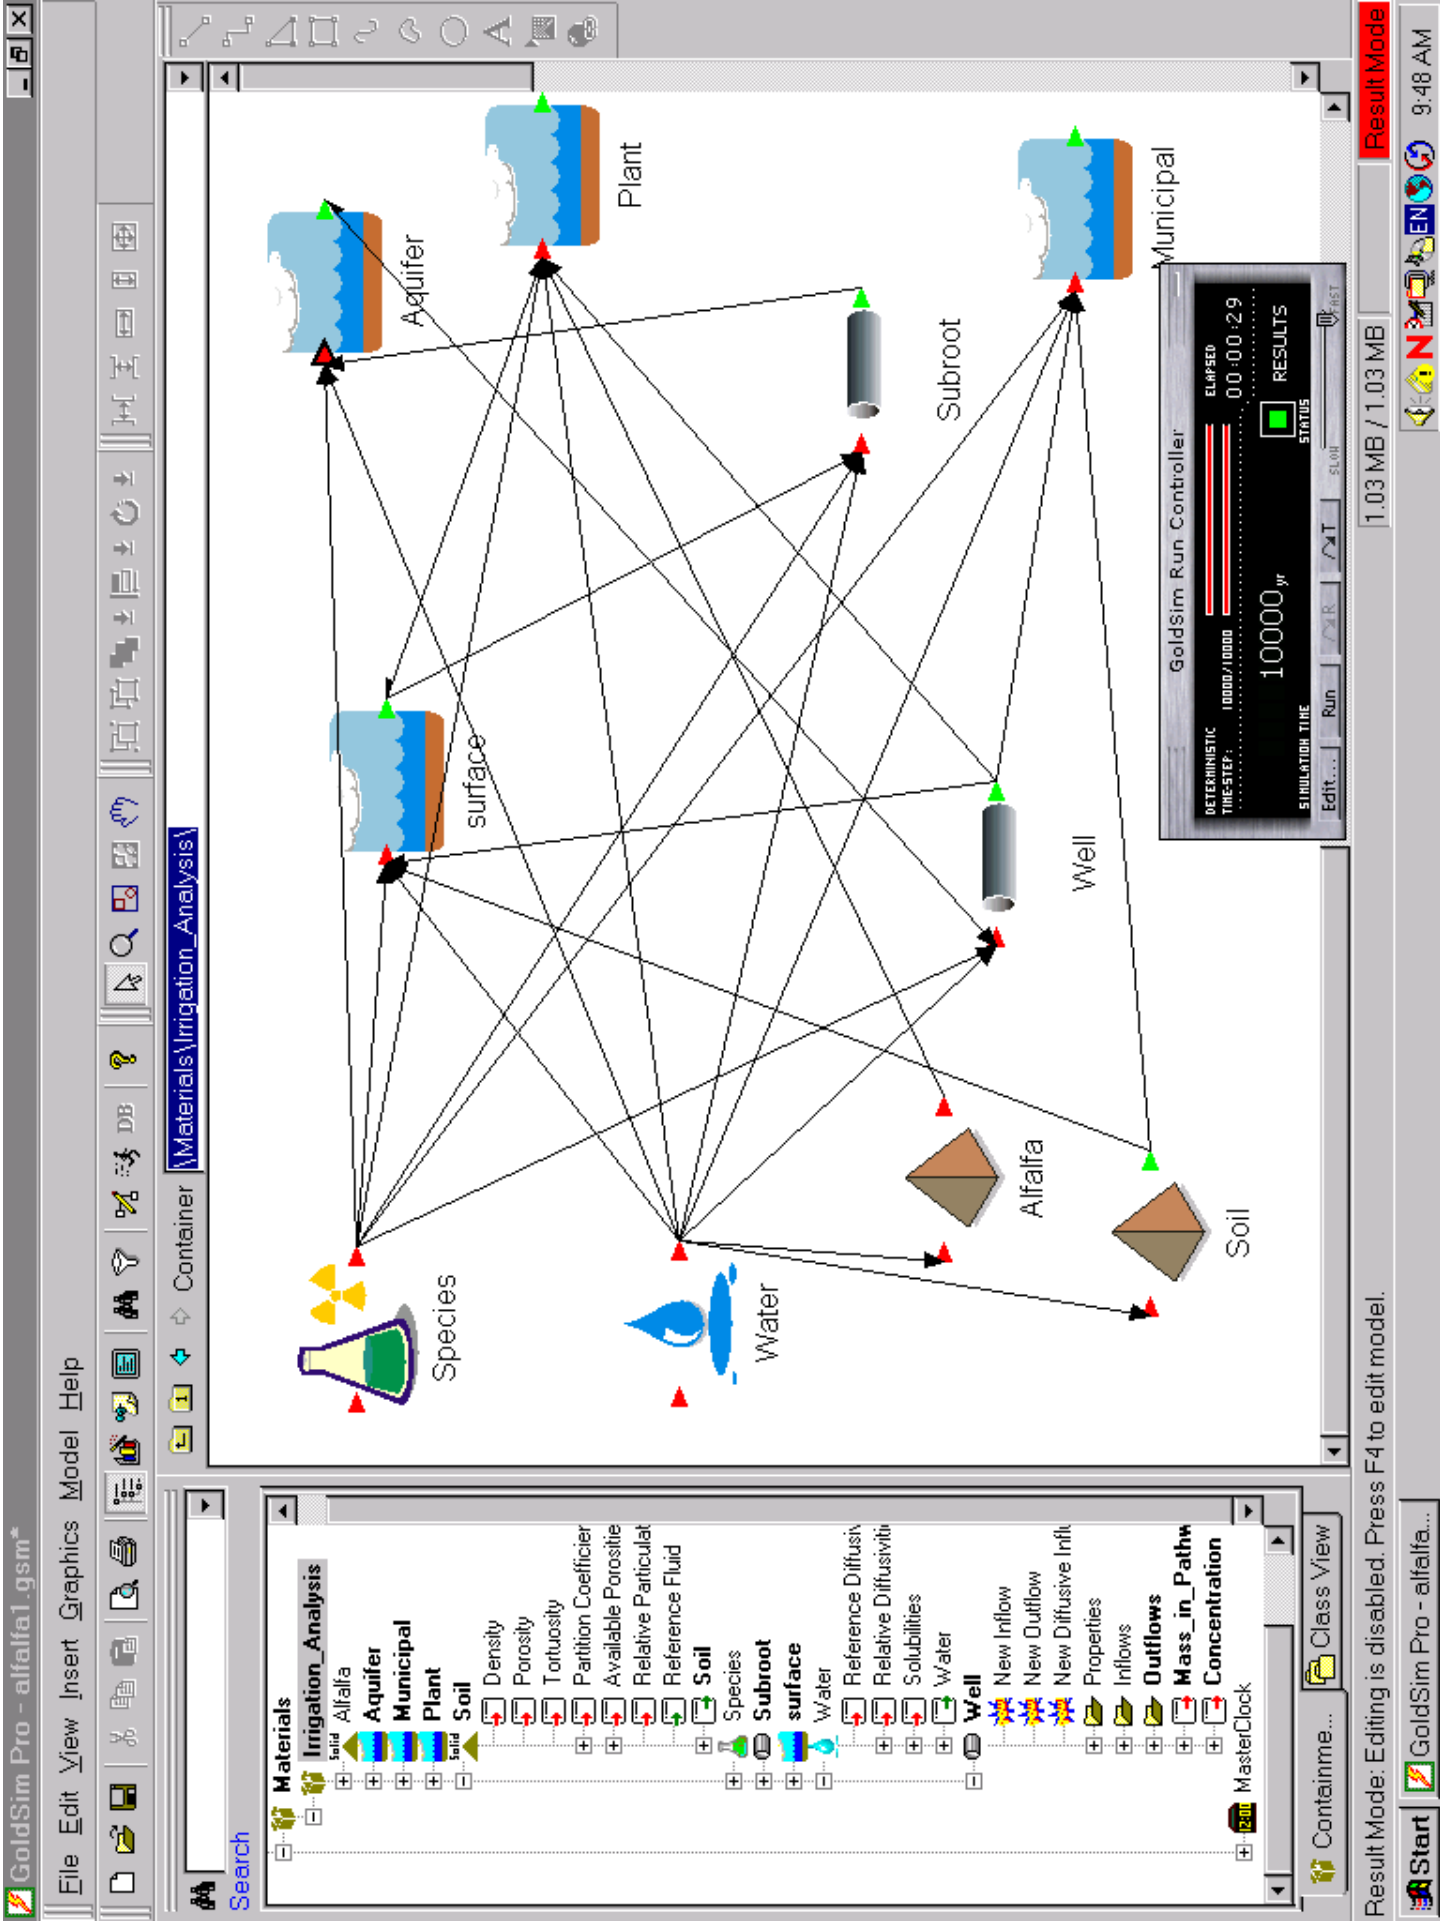 GoldSim Pro - alfalfa1.gsm*
File Edit View Insert Graphics Model Help
DB
Container \Materials\Irrigation_Analysis\
Search
Materials
Irrigation_Analysis
Alfalfa
Aquifer
Municipal
Plant
Soil
Density
Porosity
Tortuosity
Partition Coefficier
Available Porositie
Relative Particulat
Reference Fluid
Soil
Species
Subroot
surface
Water
Reference Diffusiv
Relative Diffusiviti
Solubilities
Water
Well
New Inflow
New Outflow
New Diffusive Infl
Properties
Inflows
Outflows
Mass_in_Pathw
Concentration
MasterClock
Containme...
Class View
Species
Water
Alfalfa
Soil
surface
Well
Aquifer
Plant
Subroot
Municipal
GoldSim Run Controller
DETERMINISTIC
TIME-STEP: 10000/10000
ELAPSED
00:00:29
10000 yr
RESULTS
SIMULATION TIME
STATUS
Edit... Run R T
SLOW FAST
Result Mode: Editing is disabled. Press F4 to edit model.
1.03 MB / 1.03 MB
Result Mode
Start
GoldSim Pro - alfalfa...
EN
9:48 AM